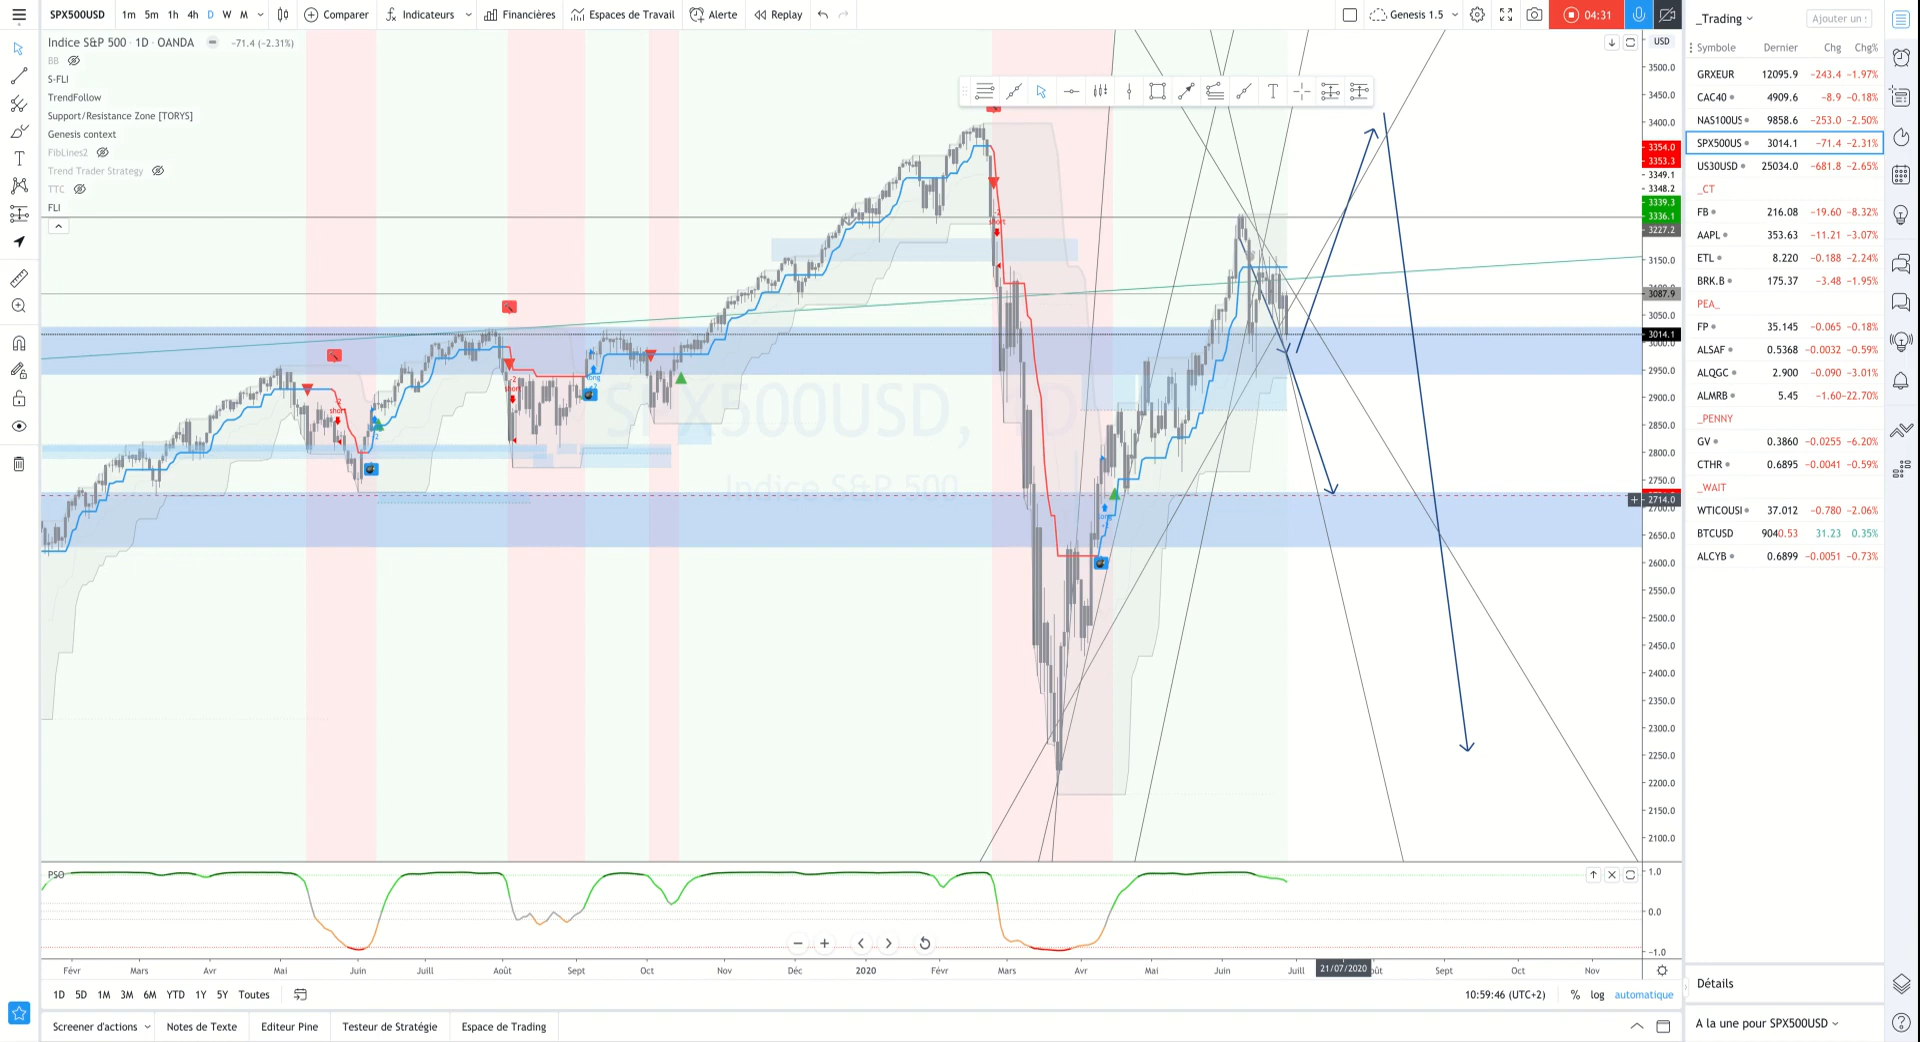 SPX500USD 1m 5m 1h 4h D W M Comparer Indicateurs Financières Espaces de Travail Alerte Replay Genesis 1.5 04:31
_Trading
Ajouter un
Indice S&P 500 · 1D · OANDA −71.4 (−2.31%)
BB
S-FLI
TrendFollow
Support/Resistance Zone [TORYS]
Genesis context
FibLines2
Trend Trader Strategy
TTC
FLI
SPX500USD, 1D
Indice S&P 500
USD
3500.0
3450.0
3400.0
3354.0
3353.3
3349.1
3348.2
3339.3
3336.1
3227.2
3150.0
3087.9
3050.0
3014.1
3000.0
2950.0
2900.0
2850.0
2800.0
2750.0
2714.0
2700.0
2650.0
2600.0
2550.0
2500.0
2450.0
2400.0
2350.0
2300.0
2250.0
2200.0
2150.0
2100.0
PSO
1.0
0.0
−1.0
Févr Mars Avr Mai Juin Juill Août Sept Oct Nov Déc 2020 Févr Mars Avr Mai Juin Juill 21/07/2020 oût Sept Oct Nov
1D 5D 1M 3M 6M YTD 1Y 5Y Toutes
10:59:46 (UTC+2) % log automatique
Screener d'actions Notes de Texte Editeur Pine Testeur de Stratégie Espace de Trading
Symbole Dernier Chg Chg%
GRXEUR 12095.9 −243.4 −1.97%
CAC40 4909.6 −8.9 −0.18%
NAS100US 9858.6 −253.0 −2.50%
SPX500US 3014.1 −71.4 −2.31%
US30USD 25034.0 −681.8 −2.65%
_CT
FB 216.08 −19.60 −8.32%
AAPL 353.63 −11.21 −3.07%
ETL 8.220 −0.188 −2.24%
BRK.B 175.37 −3.48 −1.95%
PEA_
FP 35.145 −0.065 −0.18%
ALSAF 0.5368 −0.0032 −0.59%
ALQGC 2.900 −0.090 −3.01%
ALMRB 5.45 −1.60 −22.70%
_PENNY
GV 0.3860 −0.0255 −6.20%
CTHR 0.6895 −0.0041 −0.59%
_WAIT
WTICOUSI 37.012 −0.780 −2.06%
BTCUSD 9040.53 31.23 0.35%
ALCYB 0.6899 −0.0051 −0.73%
Détails
A la une pour SPX500USD